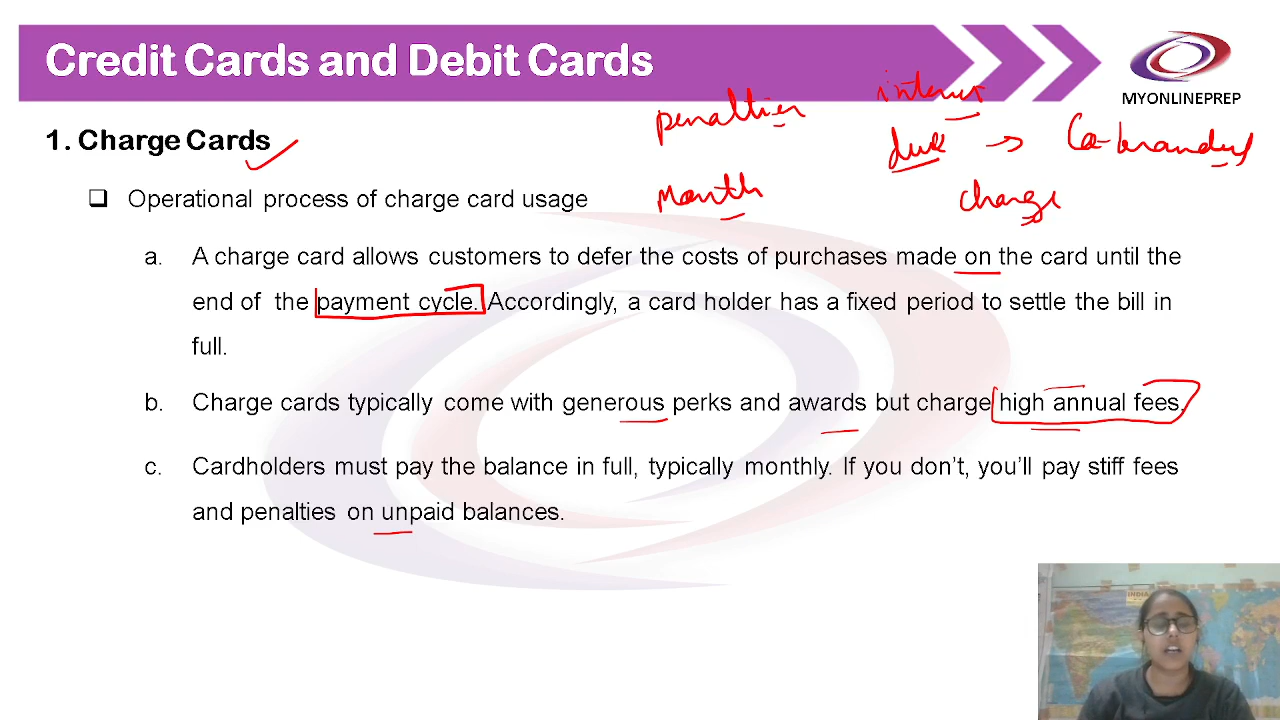 Credit Cards and Debit Cards
MYONLINEPREP
penalties
interest
due → Co-branded
1. Charge Cards
month
charge
❑ Operational process of charge card usage
a. A charge card allows customers to defer the costs of purchases made on the card until the
end of the payment cycle. Accordingly, a card holder has a fixed period to settle the bill in
full.
b. Charge cards typically come with generous perks and awards but charge high annual fees.
c. Cardholders must pay the balance in full, typically monthly. If you don’t, you’ll pay stiff fees
and penalties on unpaid balances.
INDIA